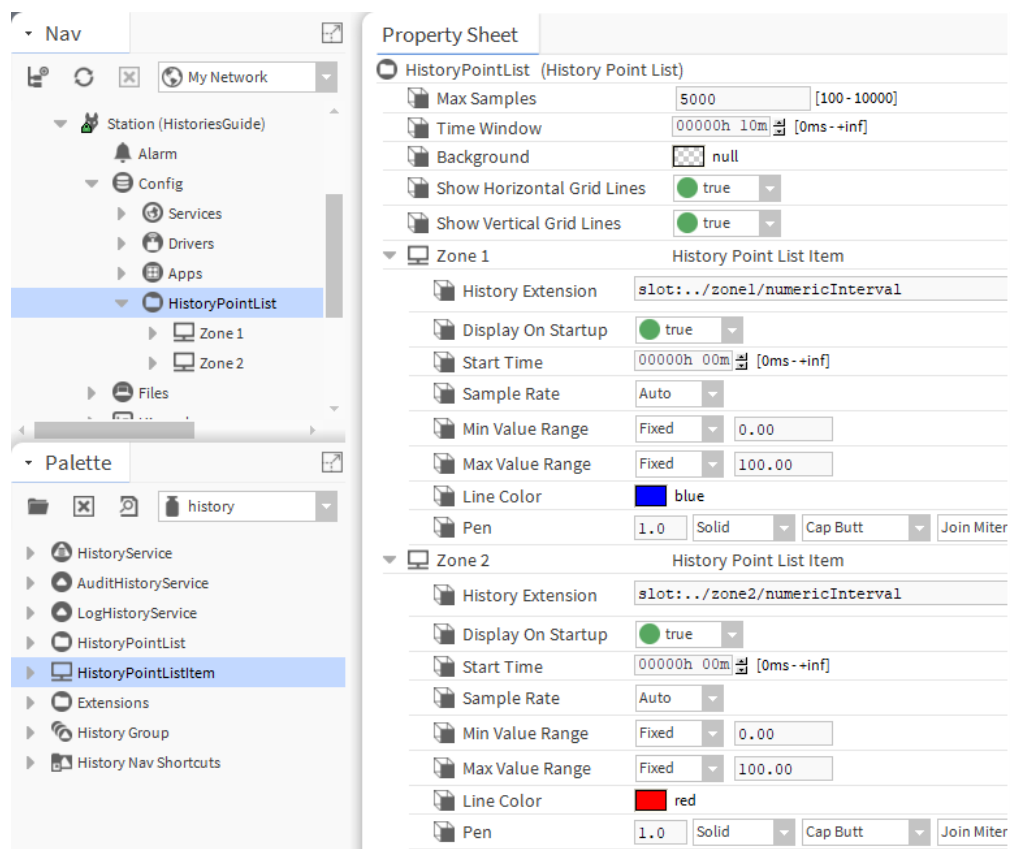 Nav
My Network
Station (HistoriesGuide)
Alarm
Config
Services
Drivers
Apps
HistoryPointList
Zone 1
Zone 2
Files
Palette
history
HistoryService
AuditHistoryService
LogHistoryService
HistoryPointList
HistoryPointListItem
Extensions
History Group
History Nav Shortcuts
Property Sheet
HistoryPointList (History Point List)
Max Samples 5000 [100 - 10000]
Time Window 00000h 10m [0ms - +inf]
Background null
Show Horizontal Grid Lines true
Show Vertical Grid Lines true
Zone 1 History Point List Item
History Extension slot:../zone1/numericInterval
Display On Startup true
Start Time 00000h 00m [0ms - +inf]
Sample Rate Auto
Min Value Range Fixed 0.00
Max Value Range Fixed 100.00
Line Color blue
Pen 1.0 Solid Cap Butt Join Miter
Zone 2 History Point List Item
History Extension slot:../zone2/numericInterval
Display On Startup true
Start Time 00000h 00m [0ms - +inf]
Sample Rate Auto
Min Value Range Fixed 0.00
Max Value Range Fixed 100.00
Line Color red
Pen 1.0 Solid Cap Butt Join Miter